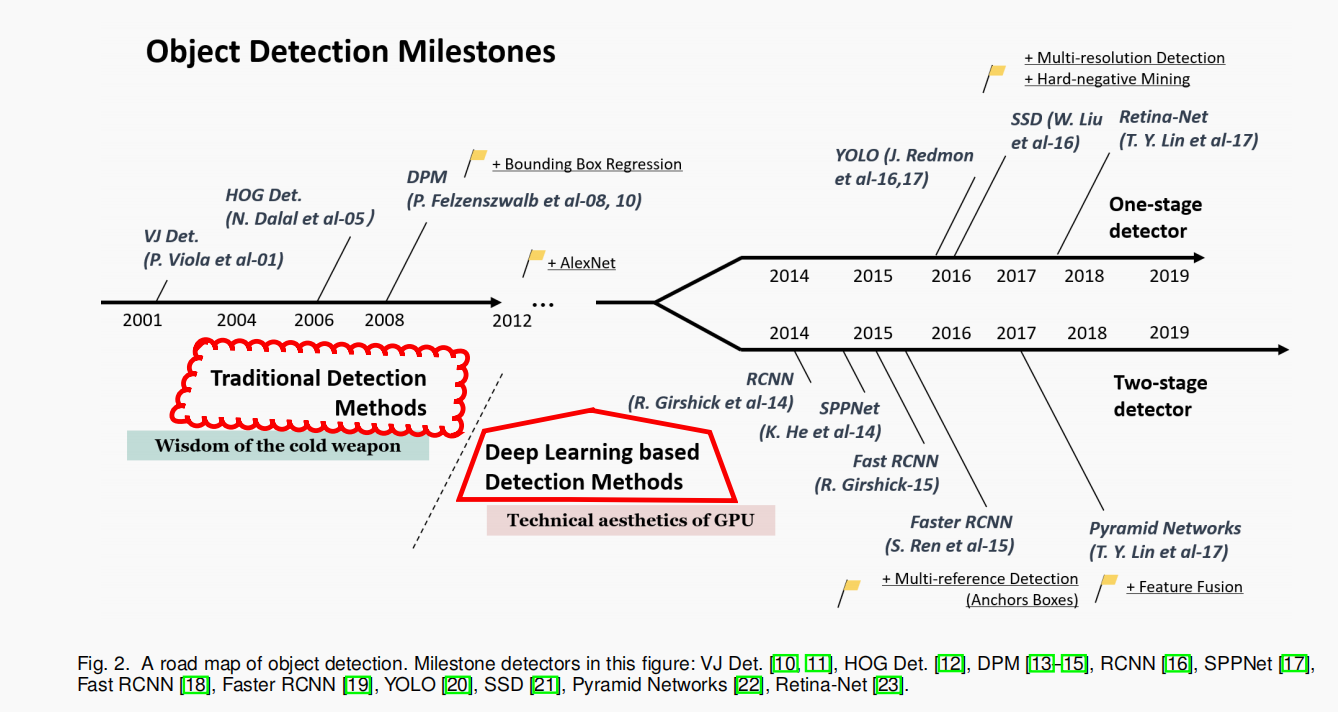 Object Detection Milestones
+ Multi-resolution Detection
+ Hard-negative Mining
SSD (W. Liu
et al-16)
Retina-Net
(T. Y. Lin et al-17)
YOLO (J. Redmon
et al-16,17)
+ Bounding Box Regression
DPM
(P. Felzenszwalb et al-08, 10)
HOG Det.
(N. Dalal et al-05)
VJ Det.
(P. Viola et al-01)
+ AlexNet
One-stage
detector
2014 2015 2016 2017 2018 2019
...
2001 2004 2006 2008 2012
2014 2015 2016 2017 2018 2019
Two-stage
detector
Traditional Detection
Methods
Wisdom of the cold weapon
Deep Learning based
Detection Methods
Technical aesthetics of GPU
RCNN
(R. Girshick et al-14)
SPPNet
(K. He et al-14)
Fast RCNN
(R. Girshick-15)
Faster RCNN
(S. Ren et al-15)
+ Multi-reference Detection
(Anchors Boxes)
Pyramid Networks
(T. Y. Lin et al-17)
+ Feature Fusion
Fig. 2. A road map of object detection. Milestone detectors in this figure: VJ Det. [10, 11], HOG Det. [12], DPM [13–15], RCNN [16], SPPNet [17],
Fast RCNN [18], Faster RCNN [19], YOLO [20], SSD [21], Pyramid Networks [22], Retina-Net [23].